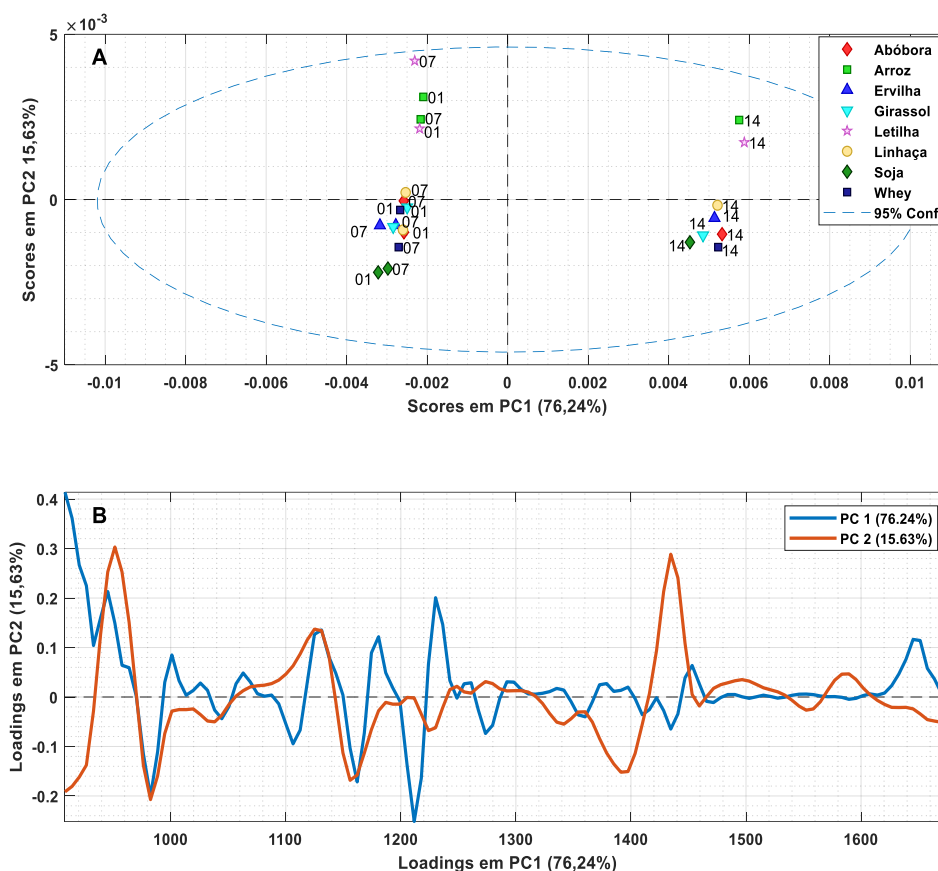 ×10⁻³
A
5
0
-5
Scores em PC2 15,63%)
-0.01 -0.008 -0.006 -0.004 -0.002 0 0.002 0.004 0.006 0.008 0.01
Scores em PC1 (76,24%)
Abóbora
Arroz
Ervilha
Girassol
Letilha
Linhaça
Soja
Whey
95% Conf
07
01
07
01
07
07
01
01
07
07
01
07
07
01
14
14
14
14
14
14
14
14
B
0.4
0.3
0.2
0.1
0
-0.1
-0.2
Loadings em PC2 (15,63%)
PC 1 (76.24%)
PC 2 (15.63%)
1000 1100 1200 1300 1400 1500 1600
Loadings em PC1 (76,24%)